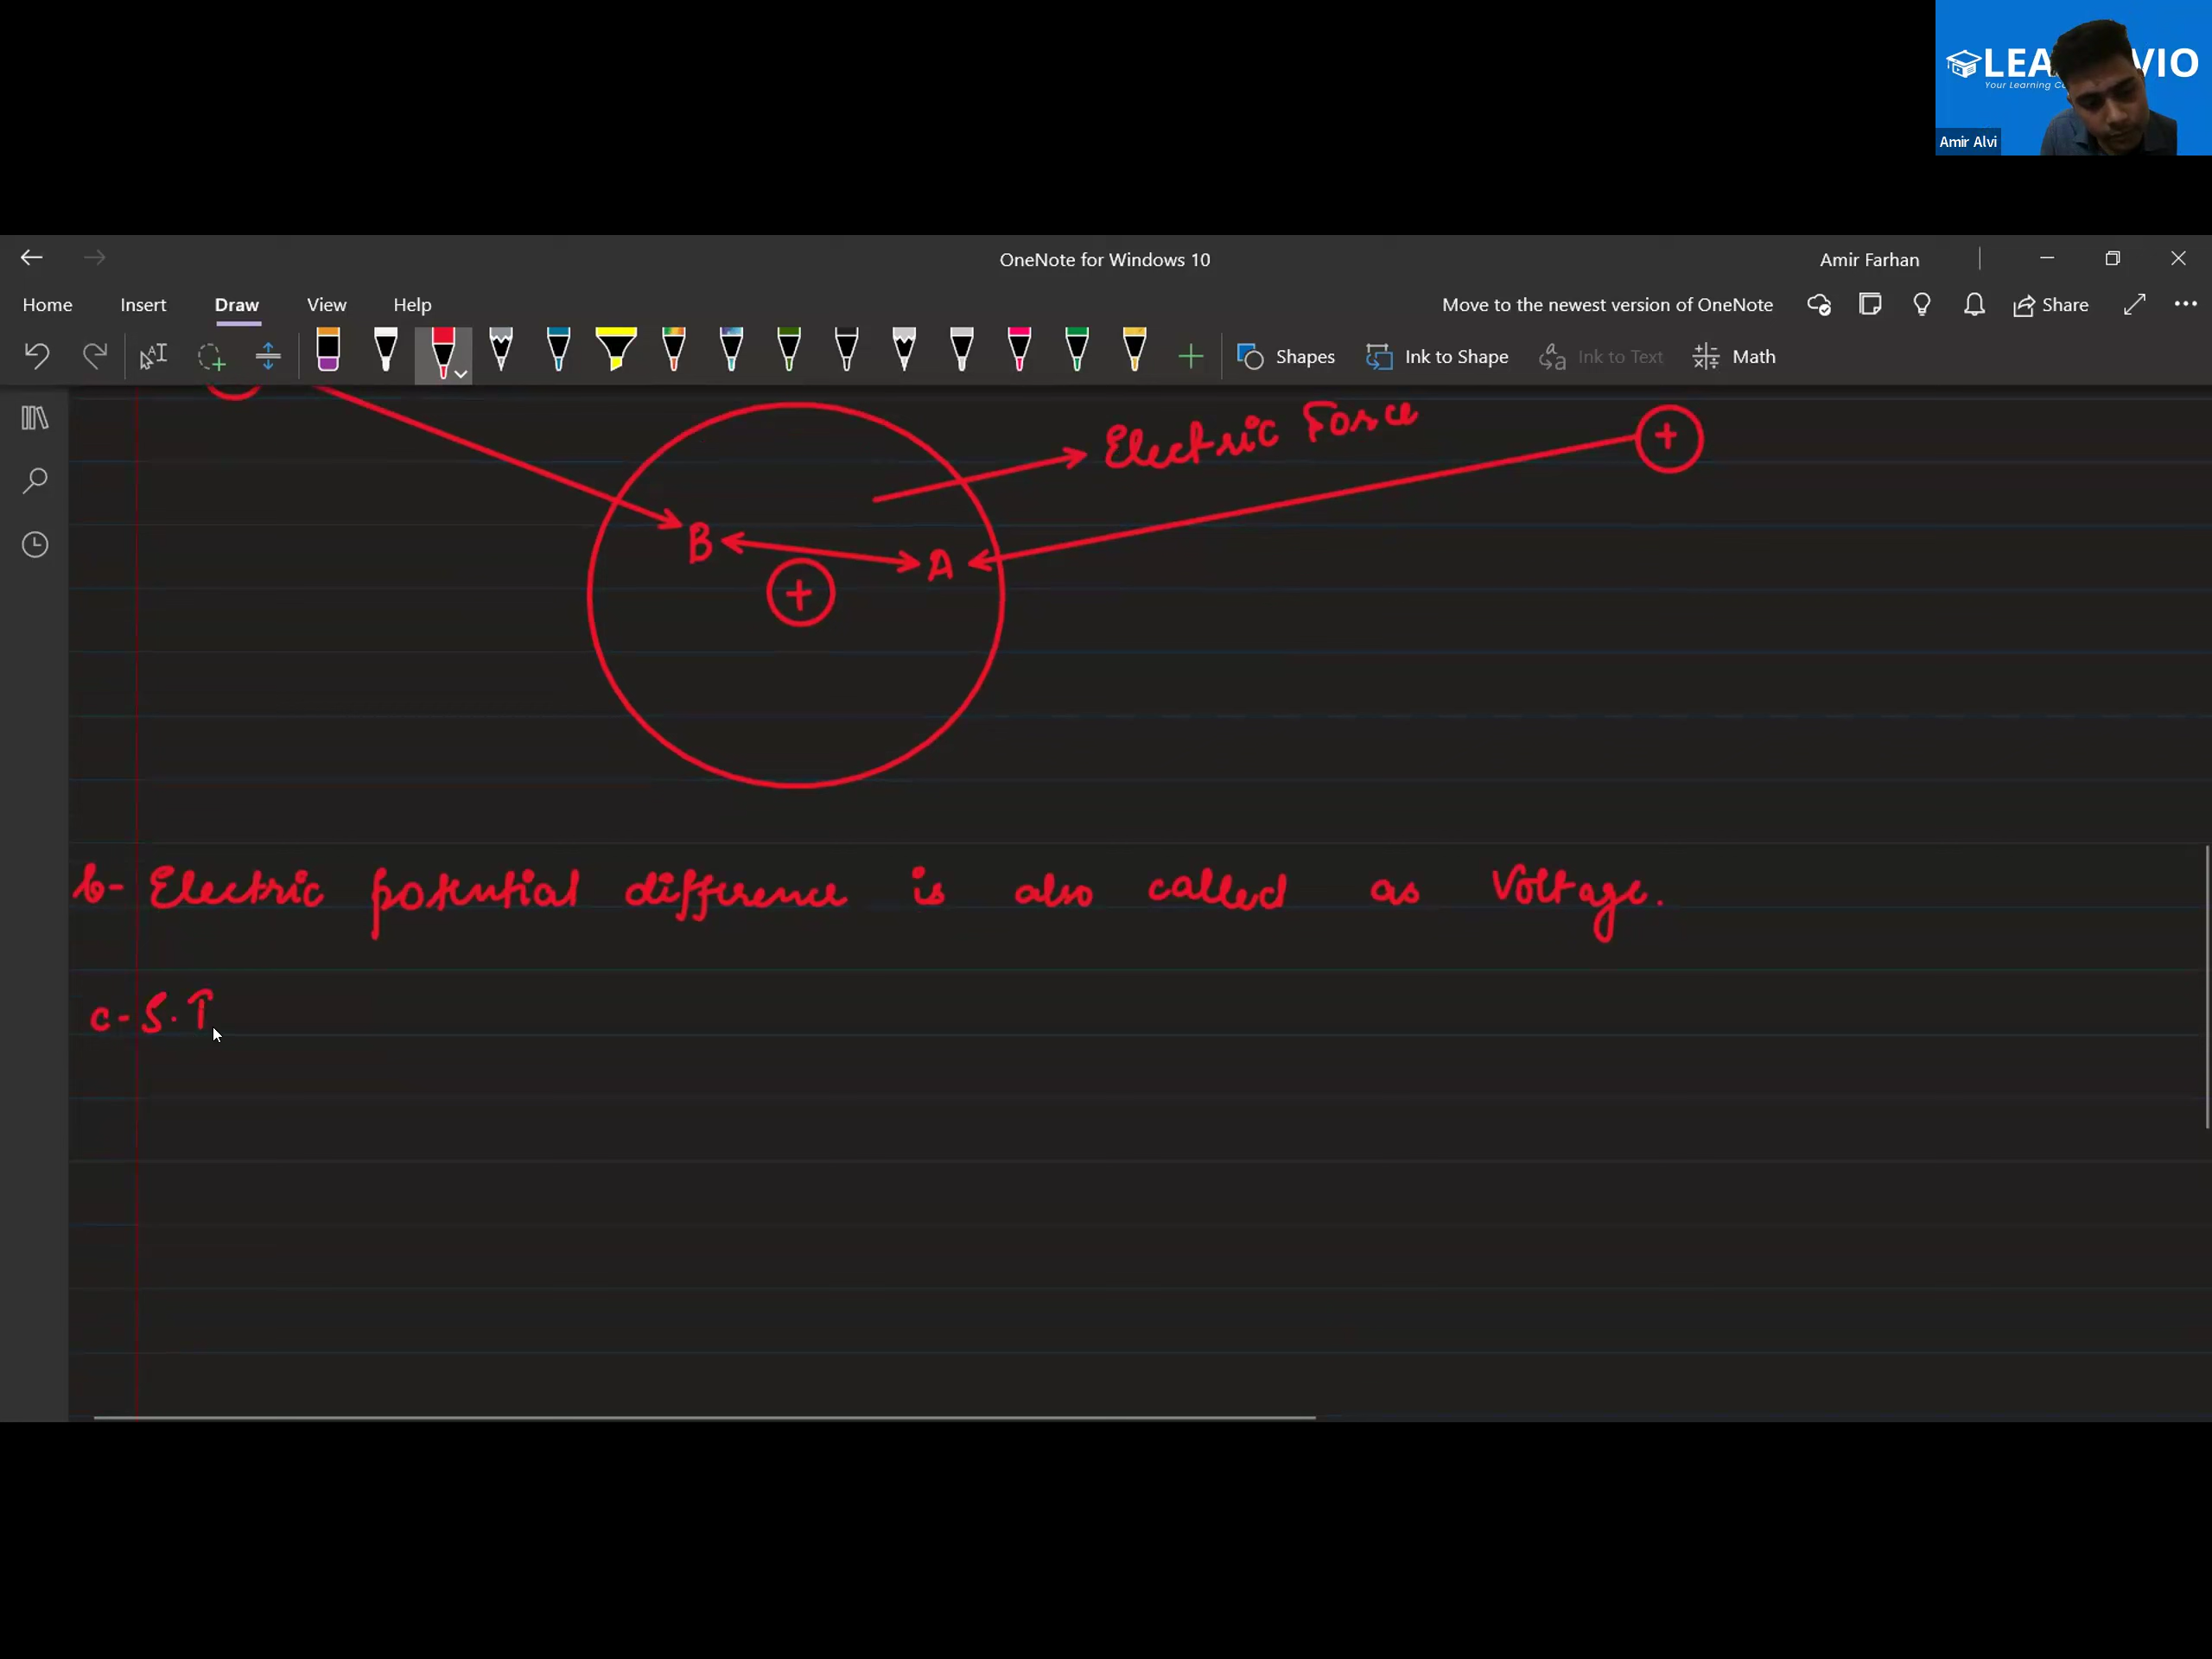 LEA VIO
Your Learning Co
Amir Alvi
OneNote for Windows 10
Amir Farhan
Home Insert Draw View Help
Move to the newest version of OneNote
Share
Shapes
Ink to Shape
Ink to Text
Math
Electric Force
+
B
A
+
b- Electric potential difference is also called as Voltage.
c- S.I